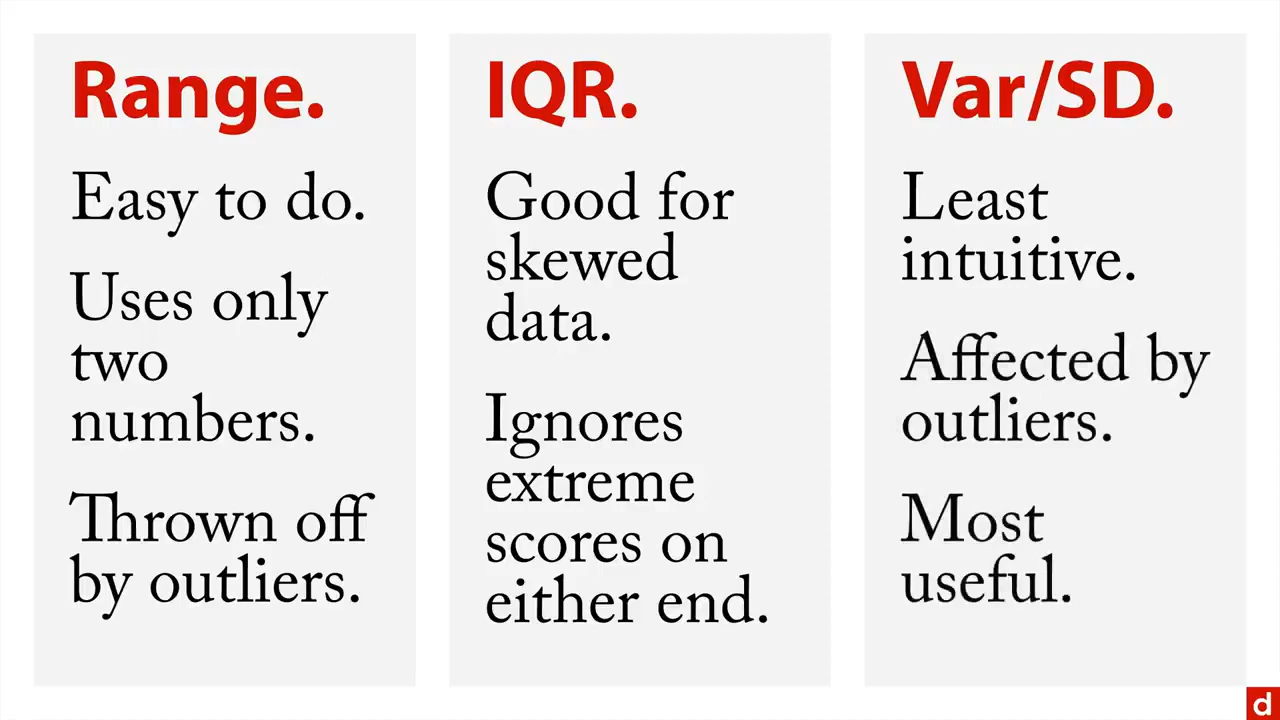 Range.
Easy to do.
Uses only
two
numbers.
Thrown off
by outliers.
IQR.
Good for
skewed
data.
Ignores
extreme
scores on
either end.
Var/SD.
Least
intuitive.
Affected by
outliers.
Most
useful.
d